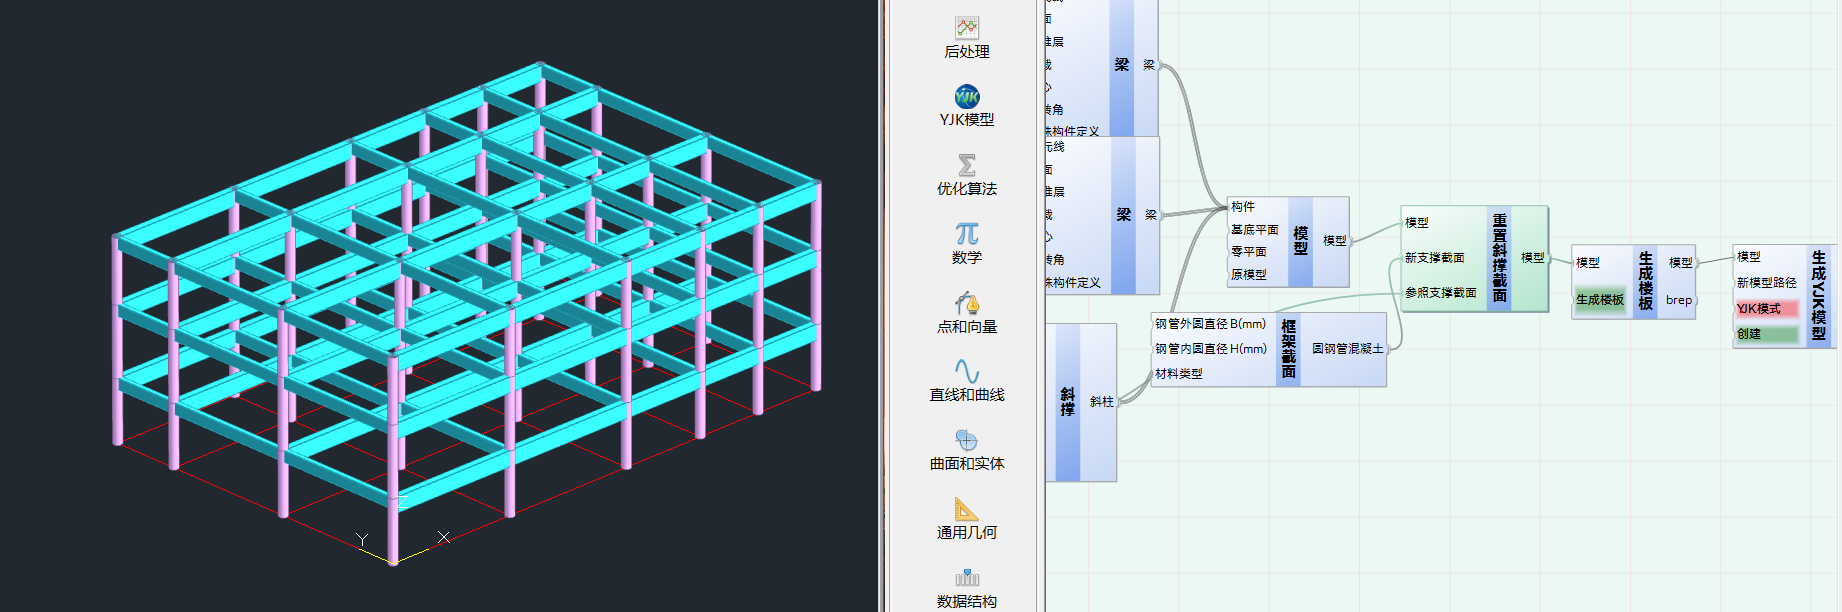 Y
X
后处理
YJK模型
优化算法
数学
点和向量
直线和曲线
曲面和实体
通用几何
数据结构
面
层
心
转角
构件定义
梁
梁
元线
面
层
心
转角
构件定义
梁
梁
斜撑
斜柱
构件
基底平面
零平面
原模型
模型
模型
钢管外圆直径 B(mm)
钢管内圆直径 H(mm)
材料类型
框架截面
圆钢管混凝土
模型
新支撑截面
参照支撑截面
重置斜撑截面
模型
模型
生成楼板
生成楼板
模型
brep
模型
新模型路径
YJK模式
创建
生成YJK模型